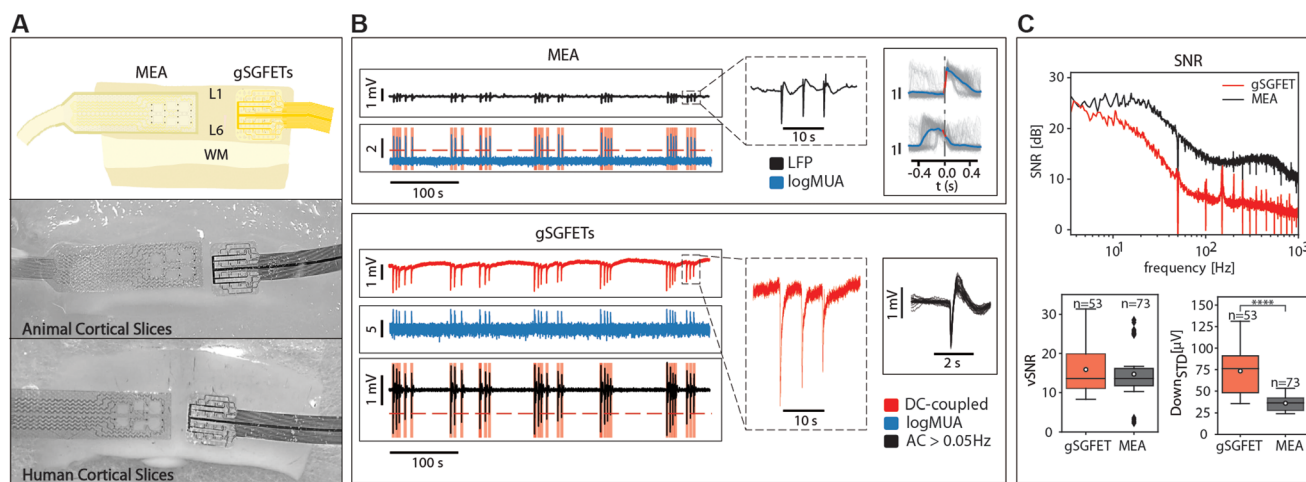 A
MEA
gSGFETs
L1
L6
WM
Animal Cortical Slices
Human Cortical Slices
B
MEA
1 mV
2
100 s
10 s
LFP
logMUA
1
1
-0.4 0.0 0.4
t (s)
gSGFETs
1 mV
5
1 mV
100 s
10 s
1 mV
2 s
DC-coupled
logMUA
AC > 0.05Hz
C
SNR
gSGFET
MEA
30
20
10
0
SNR [dB]
10¹ 10² 10³
frequency [Hz]
n=53 n=73
30
20
10
0
vSNR
gSGFET MEA
****
n=53
n=73
150
125
100
75
50
25
0
Down STD [µV]
gSGFET MEA